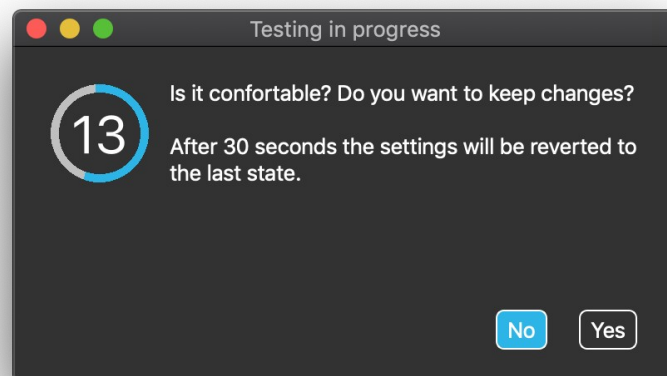 Testing in progress
13
Is it confortable? Do you want to keep changes?
After 30 seconds the settings will be reverted to
the last state.
No
Yes